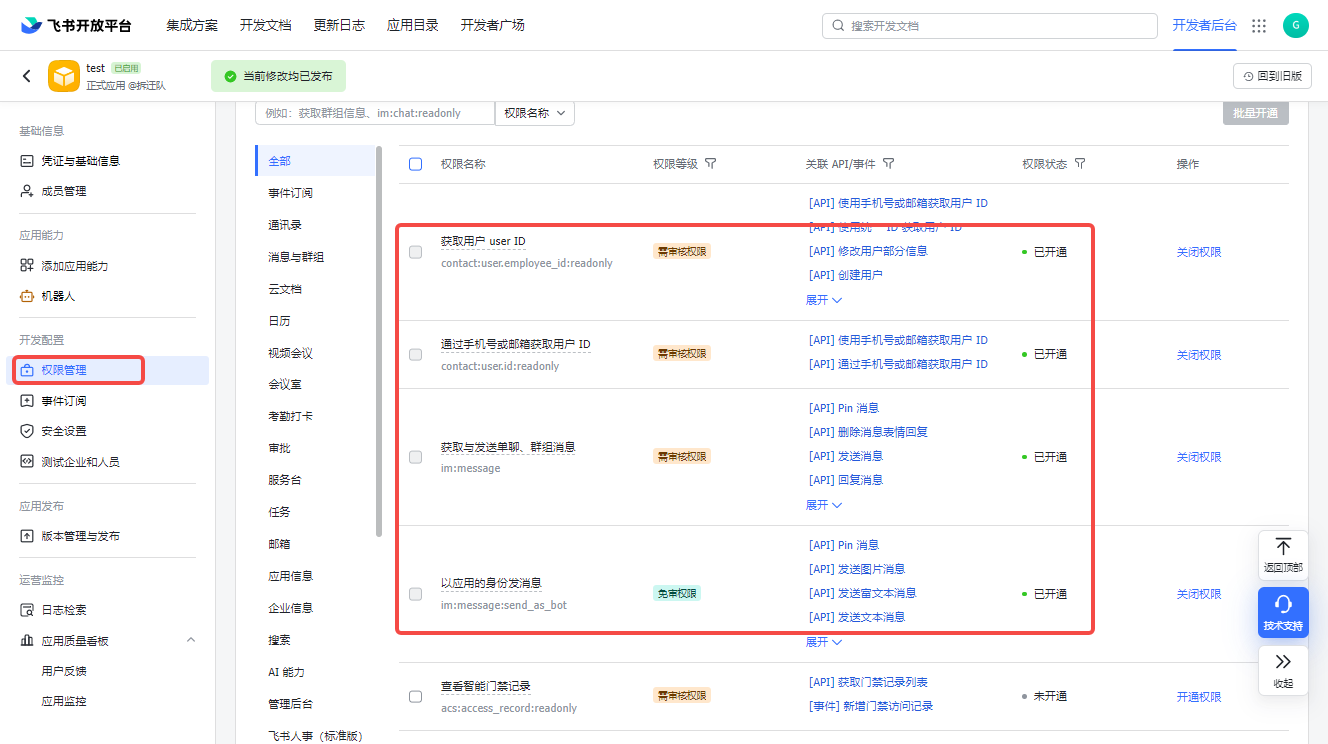 飞书开放平台
集成方案
开发文档
更新日志
应用目录
开发者广场
搜索开发文档
开发者后台
G
test 已启用
正式应用 @拆迁队
当前修改均已发布
回到旧版
基础信息
凭证与基础信息
成员管理
应用能力
添加应用能力
机器人
开发配置
权限管理
事件订阅
安全设置
测试企业和人员
应用发布
版本管理与发布
运营监控
日志检索
应用质量看板
用户反馈
应用监控
例如：获取群组信息、im:chat:readonly
权限名称
批量开通
全部
事件订阅
通讯录
消息与群组
云文档
日历
视频会议
会议室
考勤打卡
审批
服务台
任务
邮箱
应用信息
企业信息
搜索
AI 能力
管理后台
飞书人事（标准版）
权限名称
权限等级
关联 API/事件
权限状态
操作
获取用户 user ID
contact:user.employee_id:readonly
需审核权限
[API] 使用手机号或邮箱获取用户 ID
[API] 使用统一 ID 获取用户 ID
[API] 修改用户部分信息
[API] 创建用户
展开
已开通
关闭权限
通过手机号或邮箱获取用户 ID
contact:user.id:readonly
需审核权限
[API] 使用手机号或邮箱获取用户 ID
[API] 通过手机号或邮箱获取用户 ID
已开通
关闭权限
获取与发送单聊、群组消息
im:message
需审核权限
[API] Pin 消息
[API] 删除消息表情回复
[API] 发送消息
[API] 回复消息
展开
已开通
关闭权限
以应用的身份发消息
im:message:send_as_bot
免审权限
[API] Pin 消息
[API] 发送图片消息
[API] 发送富文本消息
[API] 发送文本消息
展开
已开通
关闭权限
查看智能门禁记录
acs:access_record:readonly
需审核权限
[API] 获取门禁记录列表
[事件] 新增门禁访问记录
未开通
开通权限
返回顶部
技术支持
收起